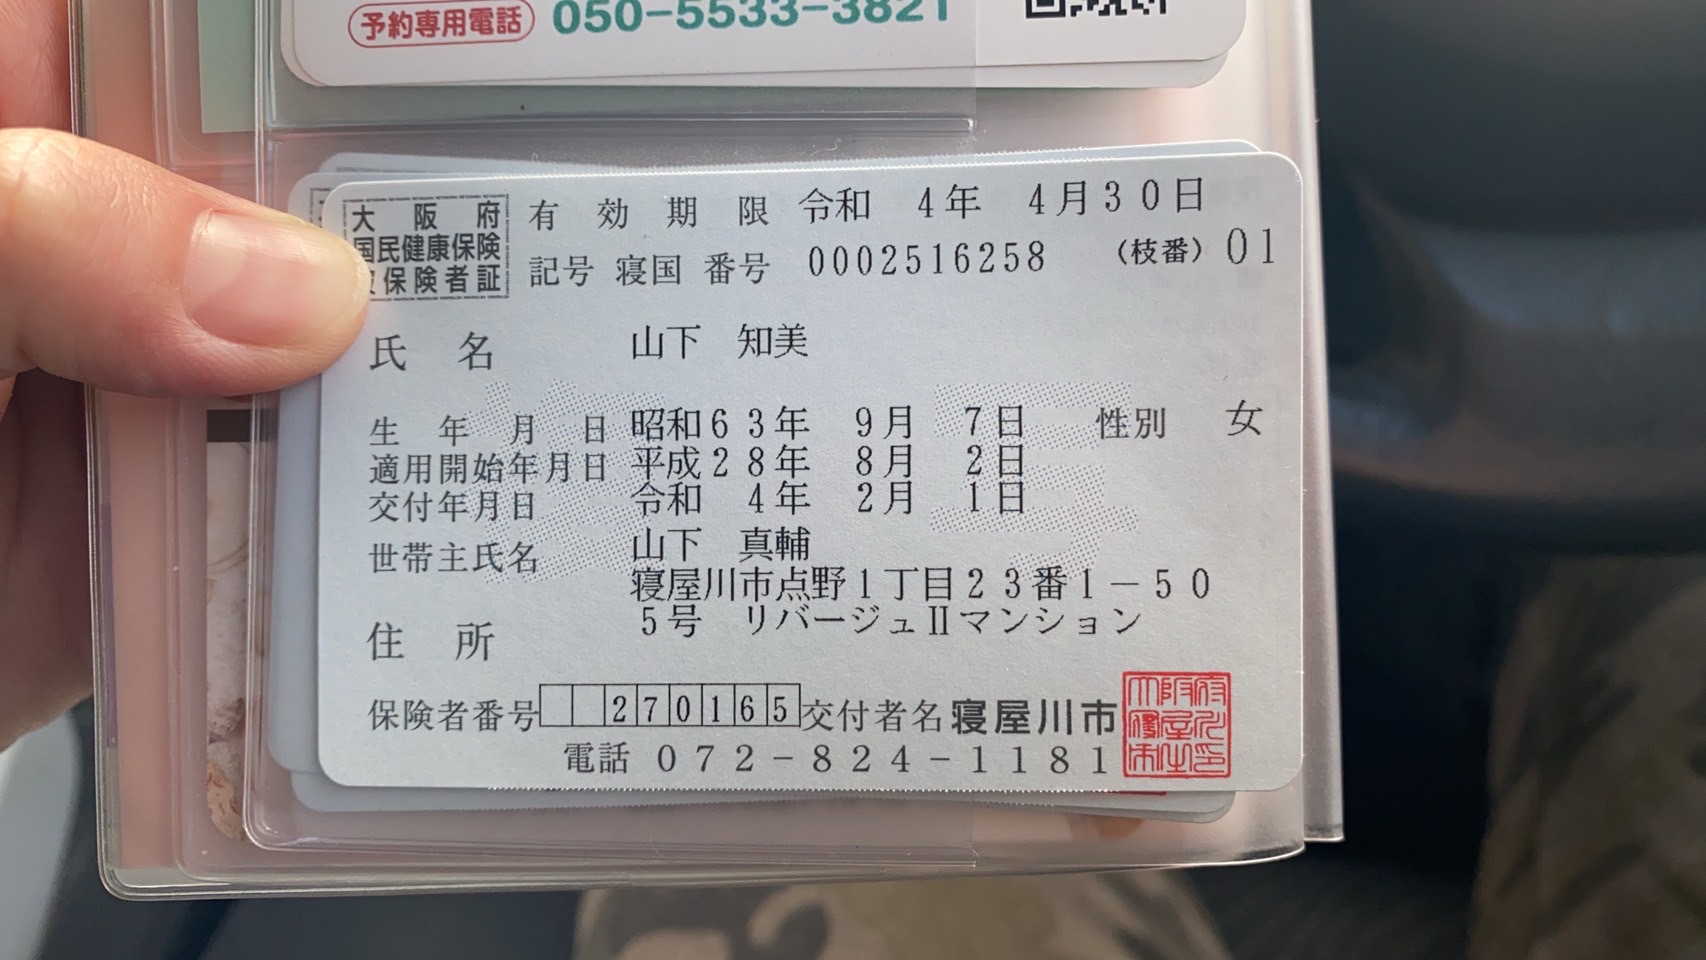 予約専用電話 050-5533-3821
大阪府
国民健康保険
保険者証
有効期限 令和 4年 4月30日
記号 寝国 番号 0002516258 (枝番) 01
氏名 山下 知美
生年月日 昭和63年 9月 7日 性別 女
適用開始年月日 平成28年 8月 2日
交付年月日 令和 4年 2月 1日
世帯主氏名 山下 真輔
住所 寝屋川市点野1丁目23番1-50
5号 リバージュⅡマンション
保険者番号 270165 交付者名 寝屋川市
電話 072-824-1181